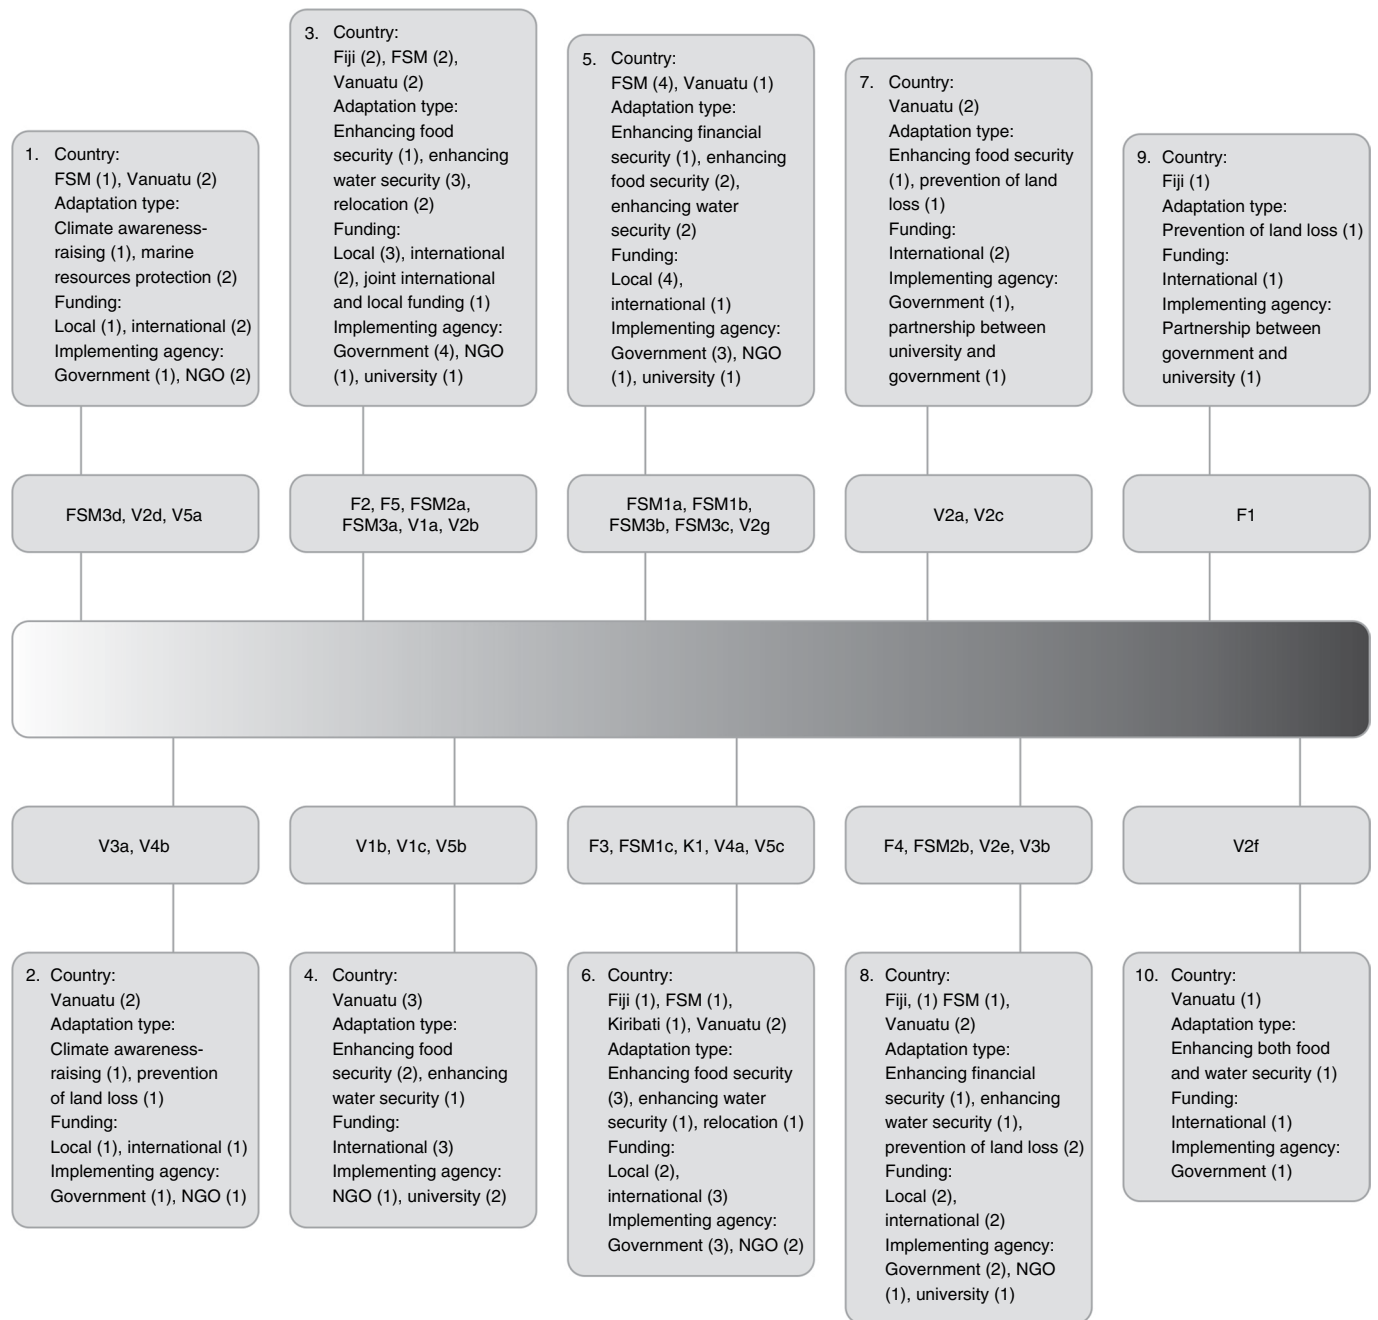 1. Country:
FSM (1), Vanuatu (2)
Adaptation type:
Climate awareness-
raising (1), marine
resources protection (2)
Funding:
Local (1), international (2)
Implementing agency:
Government (1), NGO (2)
3. Country:
Fiji (2), FSM (2),
Vanuatu (2)
Adaptation type:
Enhancing food
security (1), enhancing
water security (3),
relocation (2)
Funding:
Local (3), international
(2), joint international
and local funding (1)
Implementing agency:
Government (4), NGO
(1), university (1)
5. Country:
FSM (4), Vanuatu (1)
Adaptation type:
Enhancing financial
security (1), enhancing
food security (2),
enhancing water
security (2)
Funding:
Local (4),
international (1)
Implementing agency:
Government (3), NGO
(1), university (1)
7. Country:
Vanuatu (2)
Adaptation type:
Enhancing food security
(1), prevention of land
loss (1)
Funding:
International (2)
Implementing agency:
Government (1),
partnership between
university and
government (1)
9. Country:
Fiji (1)
Adaptation type:
Prevention of land loss (1)
Funding:
International (1)
Implementing agency:
Partnership between
government and
university (1)
FSM3d, V2d, V5a
F2, F5, FSM2a,
FSM3a, V1a, V2b
FSM1a, FSM1b,
FSM3b, FSM3c, V2g
V2a, V2c
F1
V3a, V4b
V1b, V1c, V5b
F3, FSM1c, K1, V4a, V5c
F4, FSM2b, V2e, V3b
V2f
2. Country:
Vanuatu (2)
Adaptation type:
Climate awareness-
raising (1), prevention
of land loss (1)
Funding:
Local (1), international (1)
Implementing agency:
Government (1), NGO (1)
4. Country:
Vanuatu (3)
Adaptation type:
Enhancing food
security (2), enhancing
water security (1)
Funding:
International (3)
Implementing agency:
NGO (1), university (2)
6. Country:
Fiji (1), FSM (1),
Kiribati (1), Vanuatu (2)
Adaptation type:
Enhancing food security
(3), enhancing water
security (1), relocation (1)
Funding:
Local (2),
international (3)
Implementing agency:
Government (3), NGO (2)
8. Country:
Fiji, (1) FSM (1),
Vanuatu (2)
Adaptation type:
Enhancing financial
security (1), enhancing
water security (1),
prevention of land loss (2)
Funding:
Local (2),
international (2)
Implementing agency:
Government (2), NGO
(1), university (1)
10. Country:
Vanuatu (1)
Adaptation type:
Enhancing both food
and water security (1)
Funding:
International (1)
Implementing agency:
Government (1)